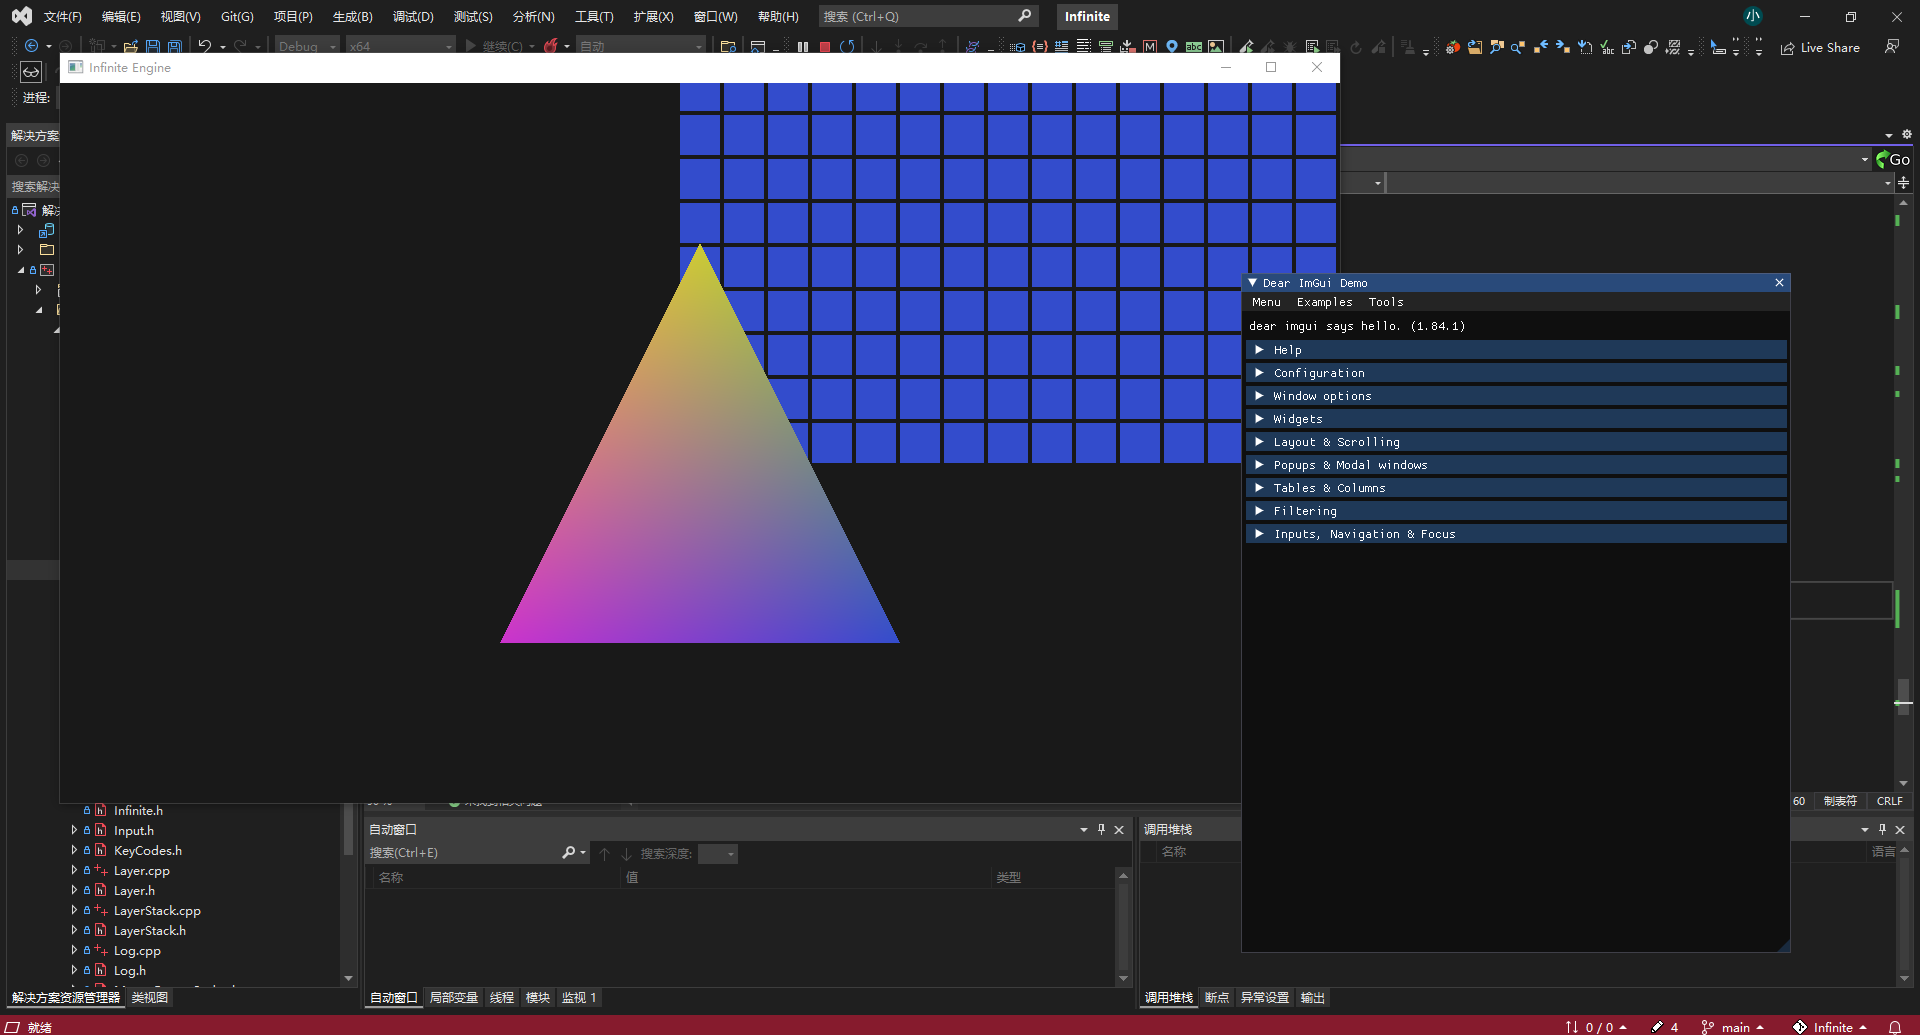 文件(F) 编辑(E) 视图(V) Git(G) 项目(P) 生成(B) 调试(D) 测试(S) 分析(N) 工具(T) 扩展(X) 窗口(W) 帮助(H) 搜索 (Ctrl+Q) Infinite 小
Debug x64 继续(C) 自动 Live Share
Infinite Engine
进程:
解决方案
Go
搜索解决
解决
Dear ImGui Demo
Menu Examples Tools
dear imgui says hello. (1.84.1)
Help
Configuration
Window options
Widgets
Layout & Scrolling
Popups & Modal windows
Tables & Columns
Filtering
Inputs, Navigation & Focus
60 制表符 CRLF
Infinite.h
Input.h
KeyCodes.h
Layer.cpp
Layer.h
LayerStack.cpp
LayerStack.h
Log.cpp
Log.h
解决方案资源管理器 类视图
自动窗口
搜索(Ctrl+E) 搜索深度:
名称 值 类型
自动窗口 局部变量 线程 模块 监视 1
调用堆栈
名称 语言
调用堆栈 断点 异常设置 输出
就绪 0 / 0 4 main Infinite